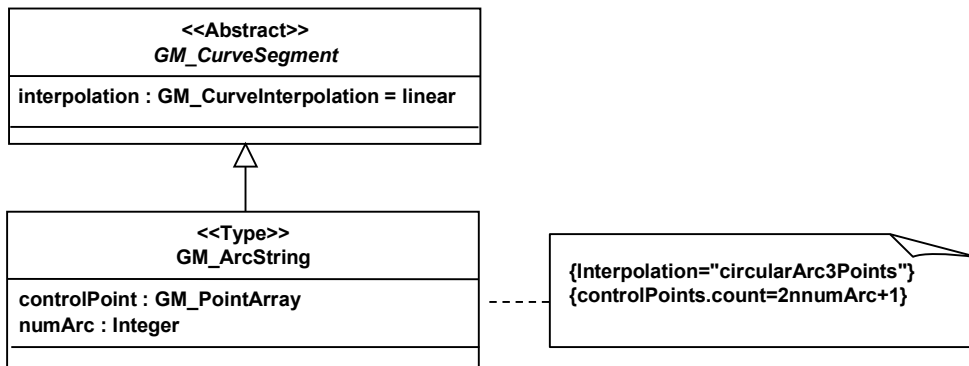 <<Abstract>>
GM_CurveSegment
interpolation : GM_CurveInterpolation = linear
<<Type>>
GM_ArcString
controlPoint : GM_PointArray
numArc : Integer
{Interpolation="circularArc3Points"}
{controlPoints.count=2nnumArc+1}